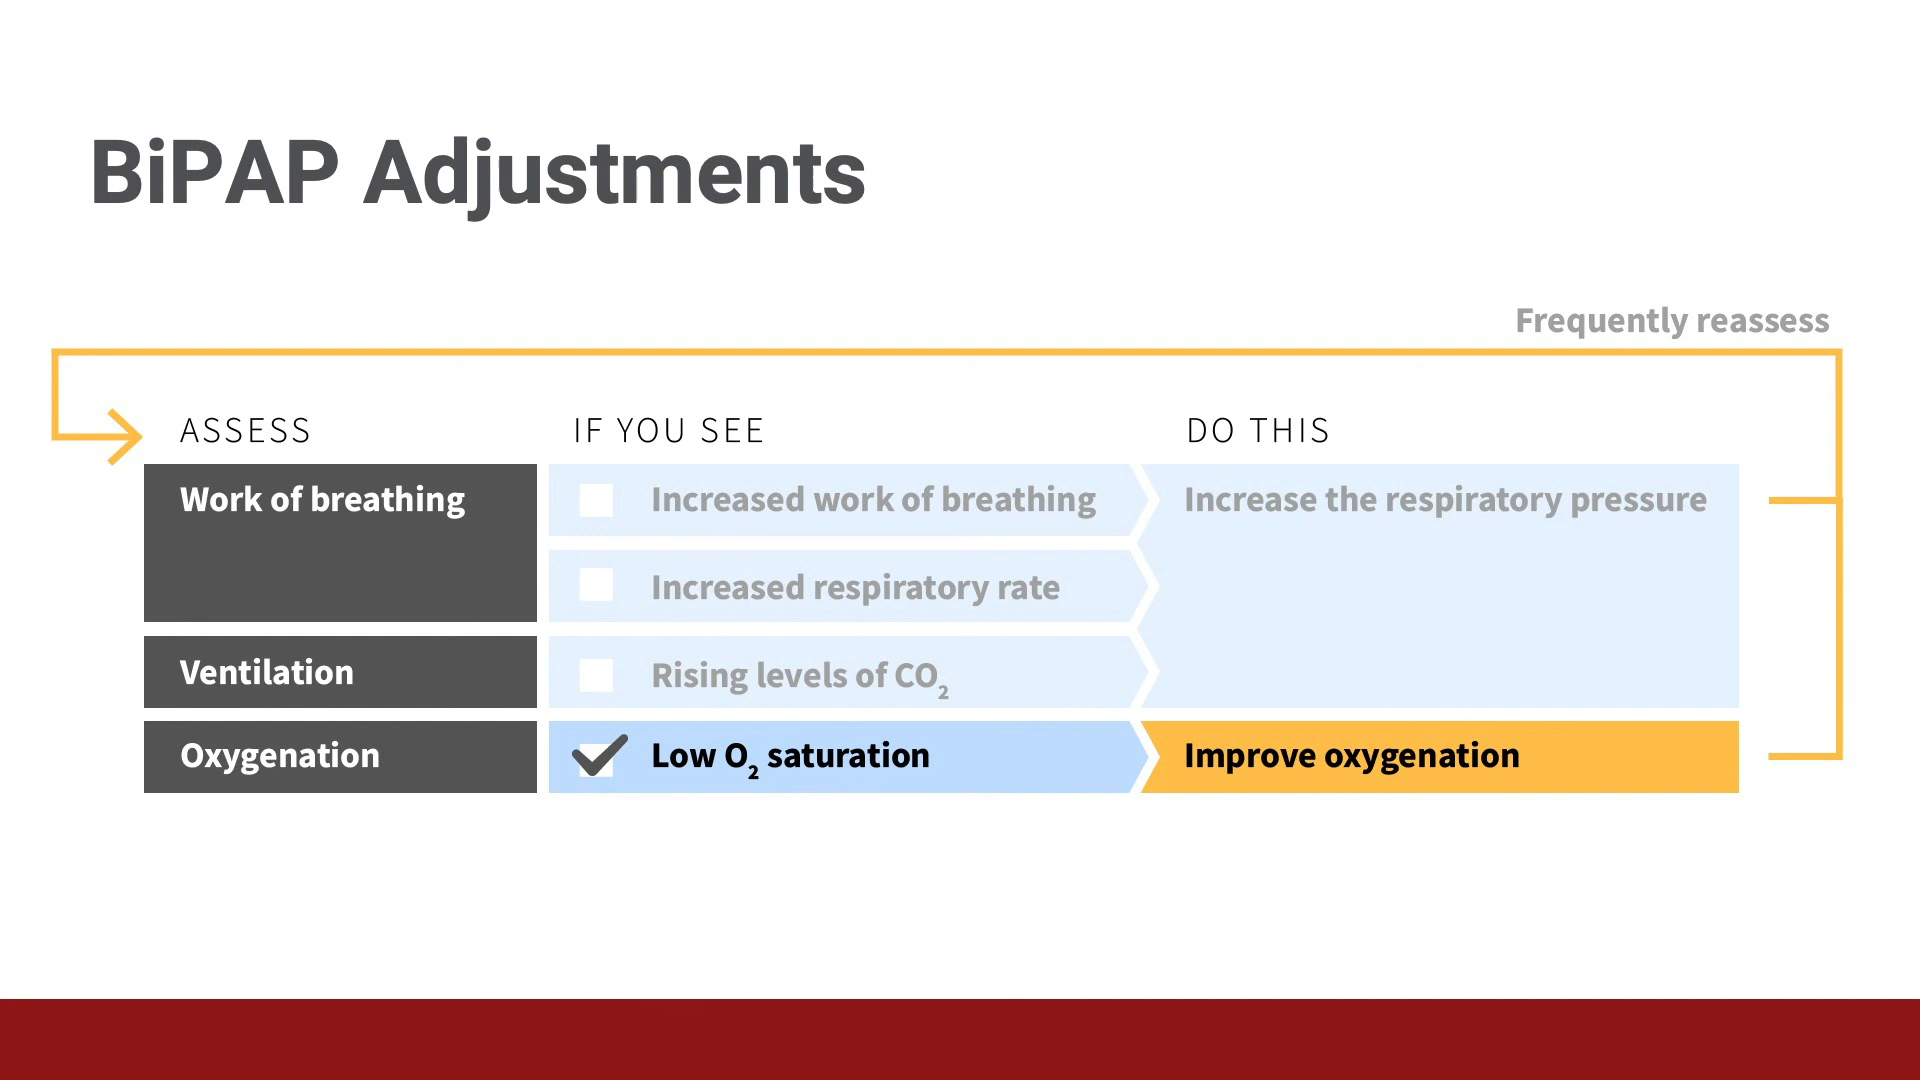 BiPAP Adjustments
Frequently reassess
ASSESS IF YOU SEE DO THIS
Work of breathing Increased work of breathing Increase the respiratory pressure
Increased respiratory rate
Ventilation Rising levels of CO₂
Oxygenation Low O₂ saturation Improve oxygenation